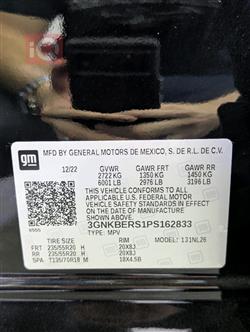 gm
MFD BY GENERAL MOTORS DE MEXICO, S. DE R.L. DE C.V.
12/22 GVWR GAWR FRT GAWR RR
2722 KG 1350 KG 1450 KG
6001 LB 2976 LB 3196 LB
THIS VEHICLE CONFORMS TO ALL
APPLICABLE U.S. FEDERAL MOTOR
VEHICLE SAFETY STANDARDS IN EFFECT
ON THE DATE OF MANUFACTURE
SHOWN ABOVE.
3GNKBERS1PS162833
TYPE: MPV MODEL: 131NL26
TIRE SIZE RIM
FRT 235/55R20 H 20X8J
RR 235/55R20 H 20X8J
SPA T135/70R18 M 18X4.5B